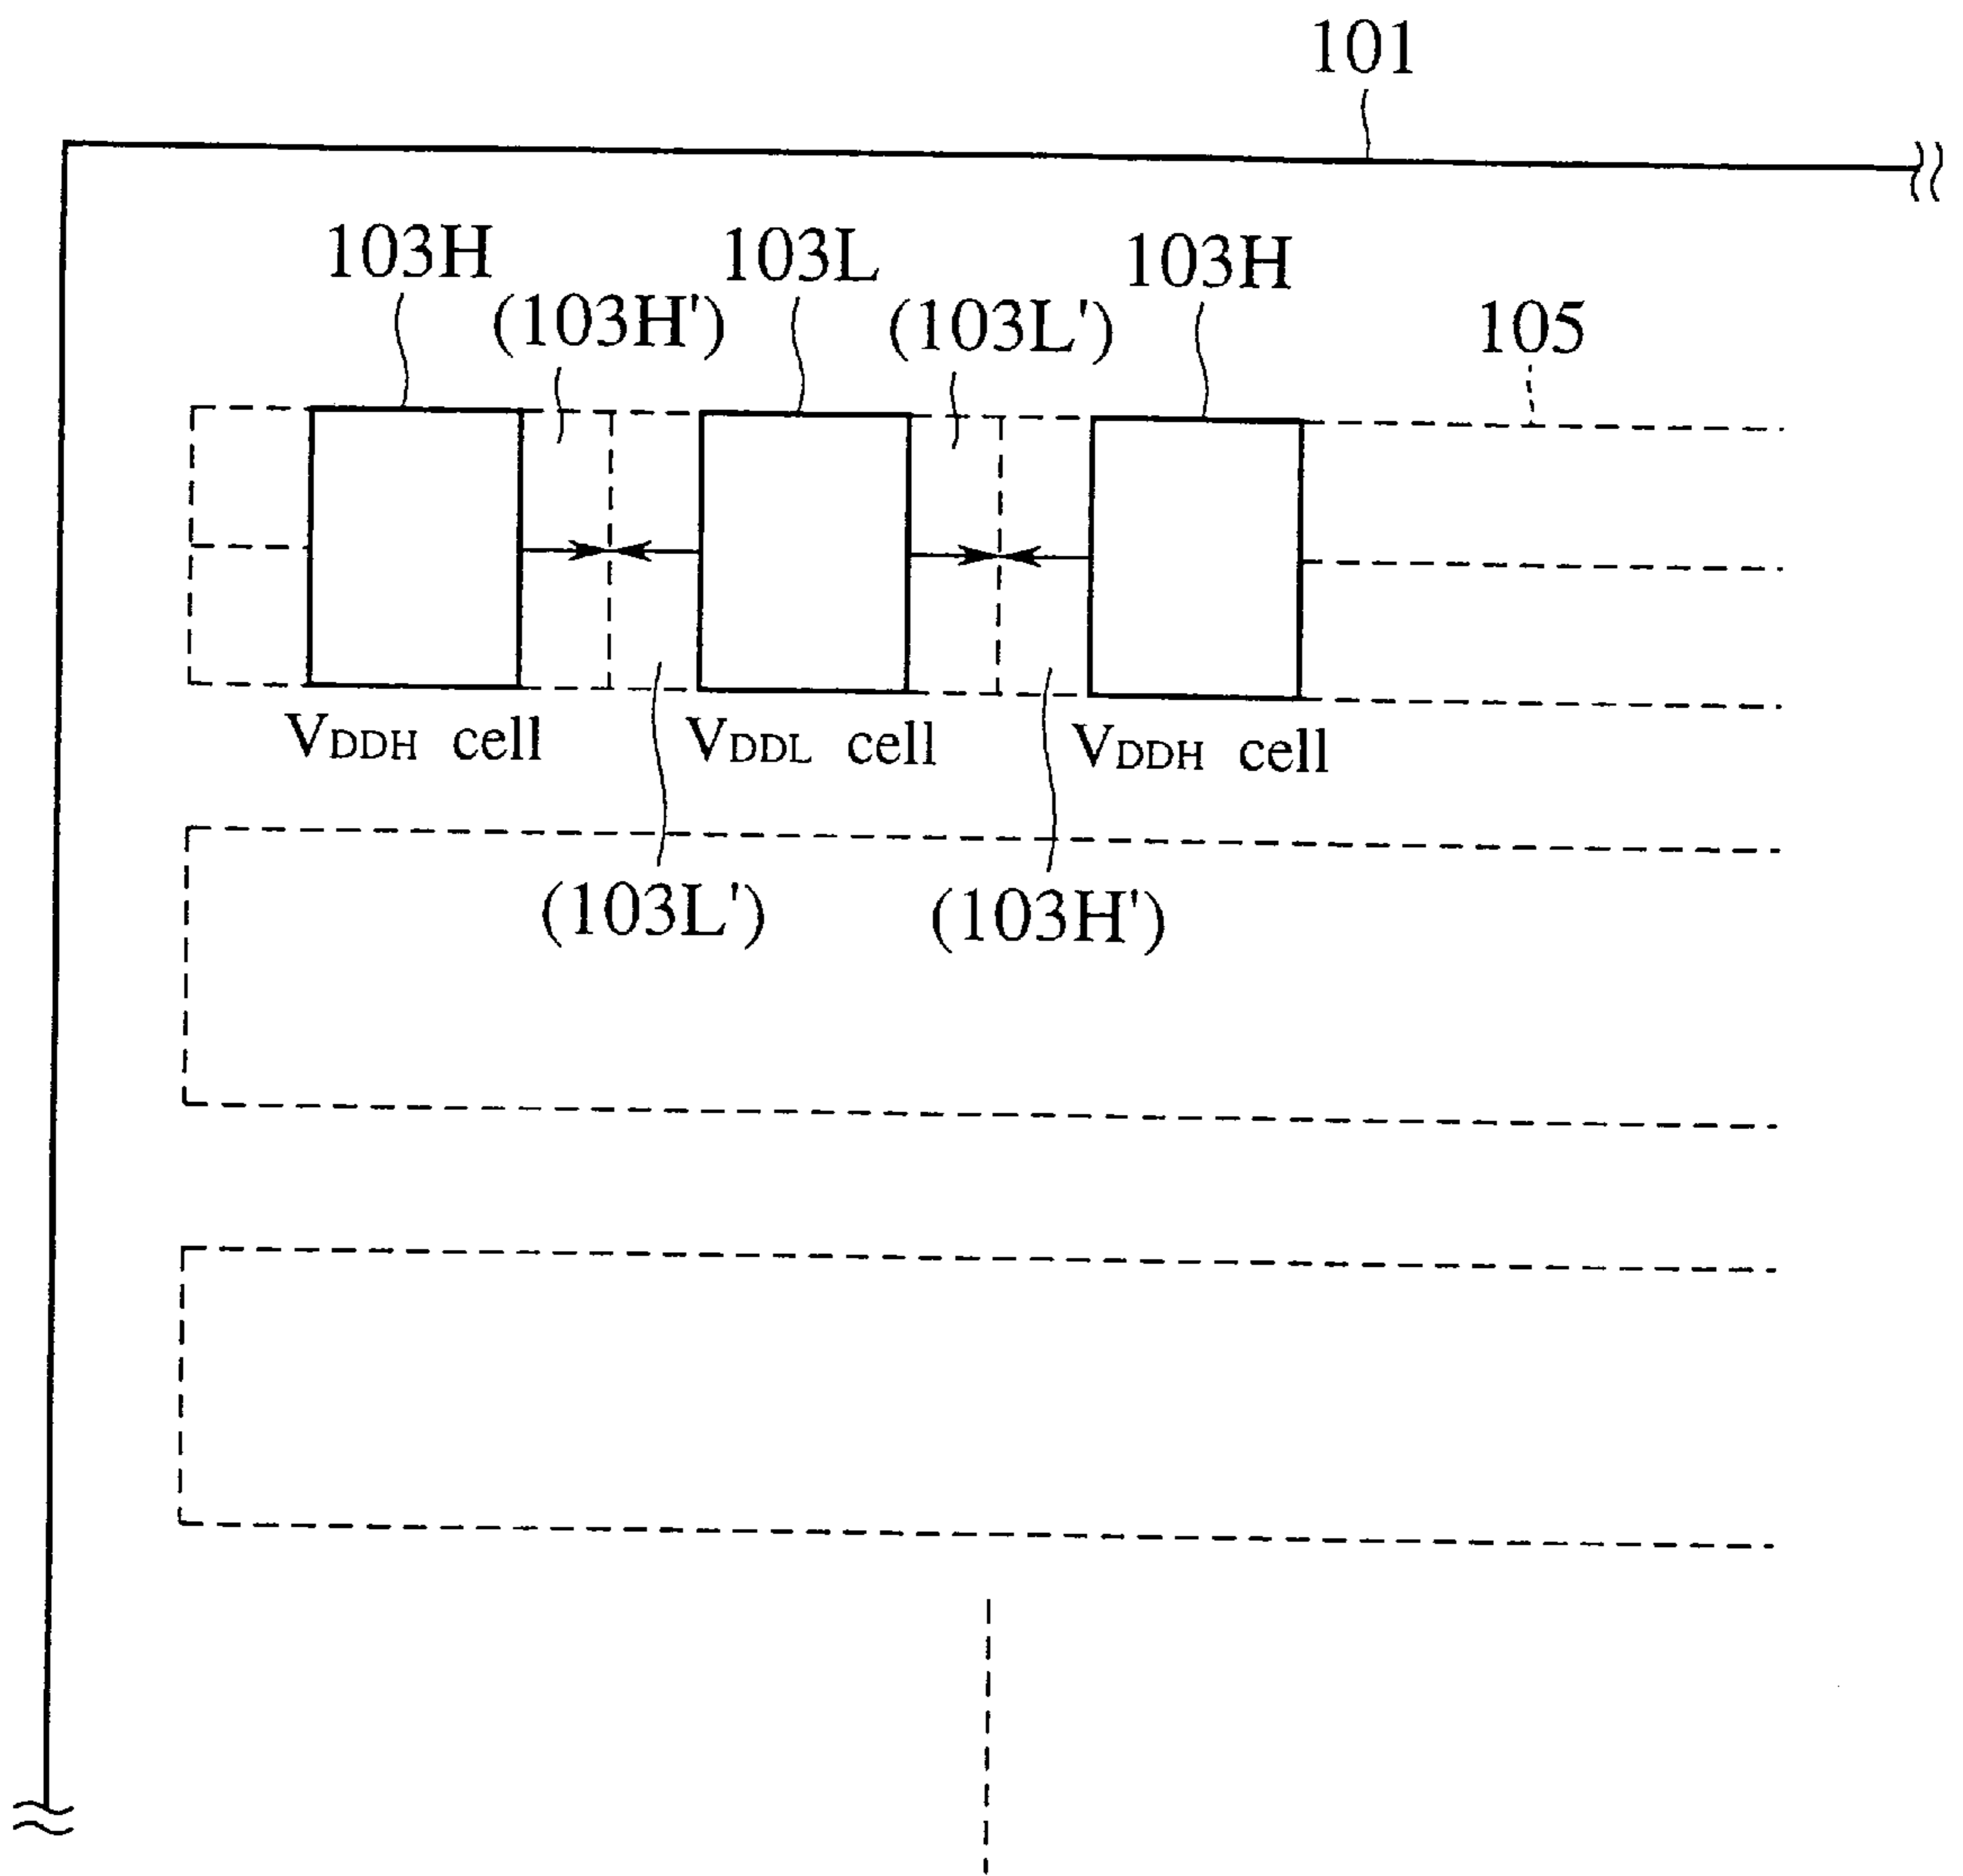 101
103H 103L 103H
(103H') (103L') 105
VDDH cell VDDL cell VDDH cell
(103L') (103H')